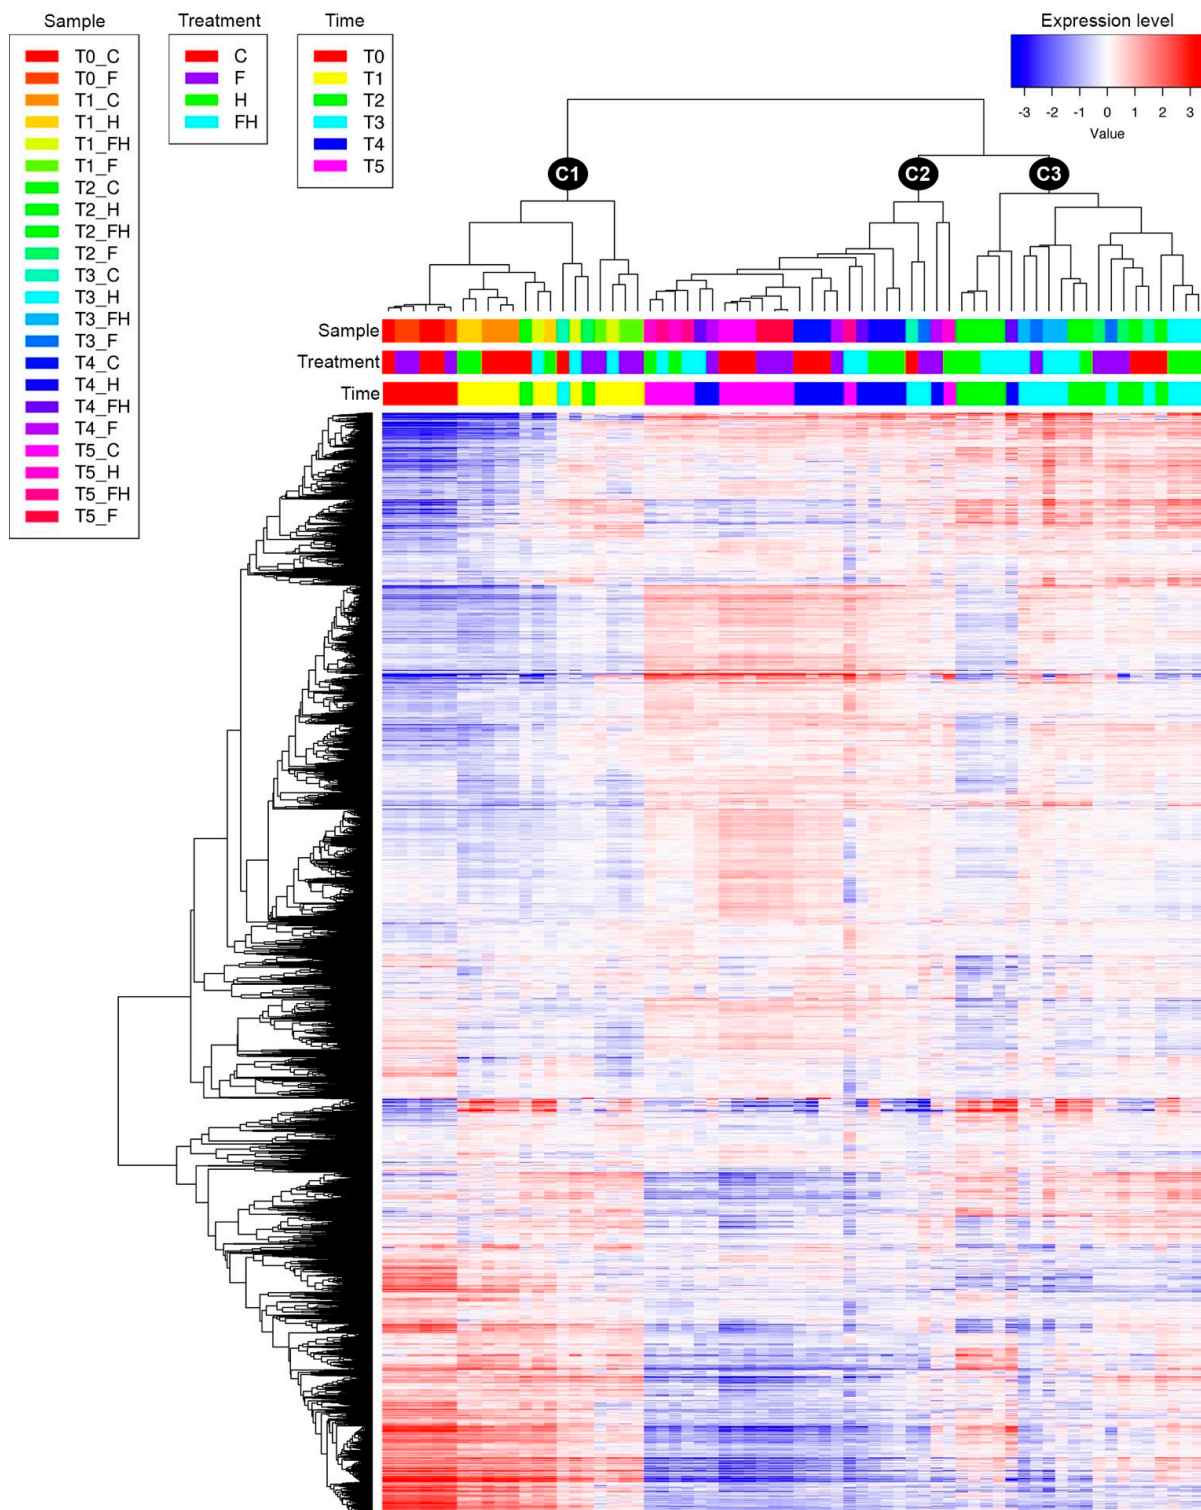 Sample
T0_C
T0_F
T1_C
T1_H
T1_FH
T1_F
T2_C
T2_H
T2_FH
T2_F
T3_C
T3_H
T3_FH
T3_F
T4_C
T4_H
T4_FH
T4_F
T5_C
T5_H
T5_FH
T5_F
Treatment
C
F
H
FH
Time
T0
T1
T2
T3
T4
T5
Expression level
-3 -2 -1 0 1 2 3
Value
C1 C2 C3
Sample
Treatment
Time